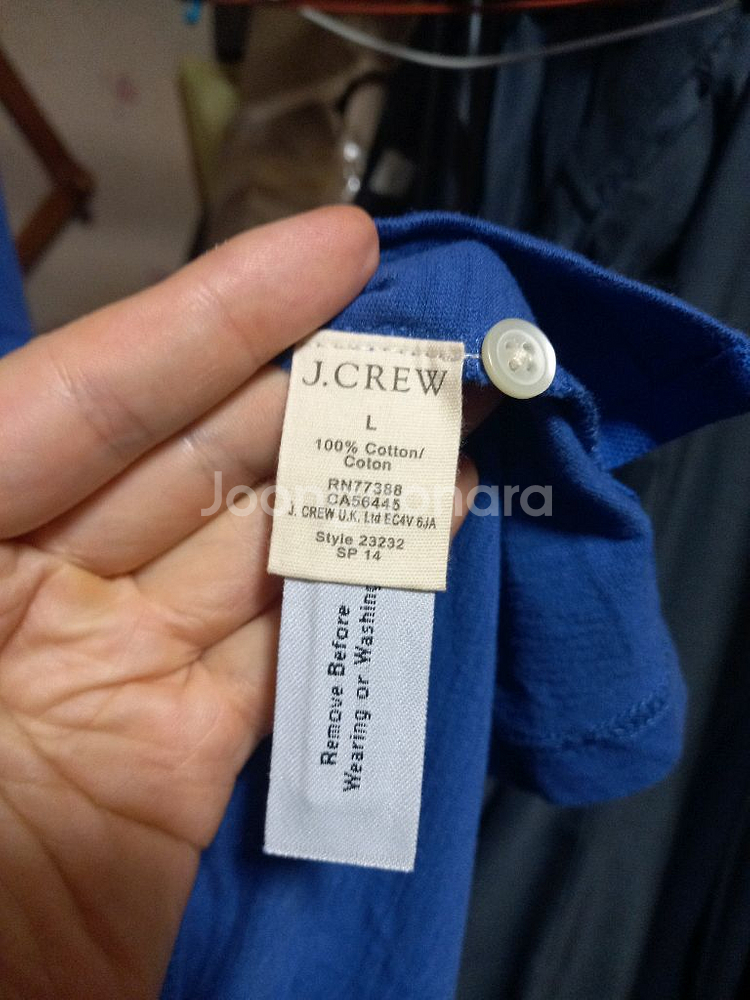 J.CREW
L
100% Cotton/
Coton
RN77388
CA56445
J. CREW U.K. Ltd EC4V 6JA
Style 23232
SP 14
Remove Before
Wearing or Washing
Joonggonara